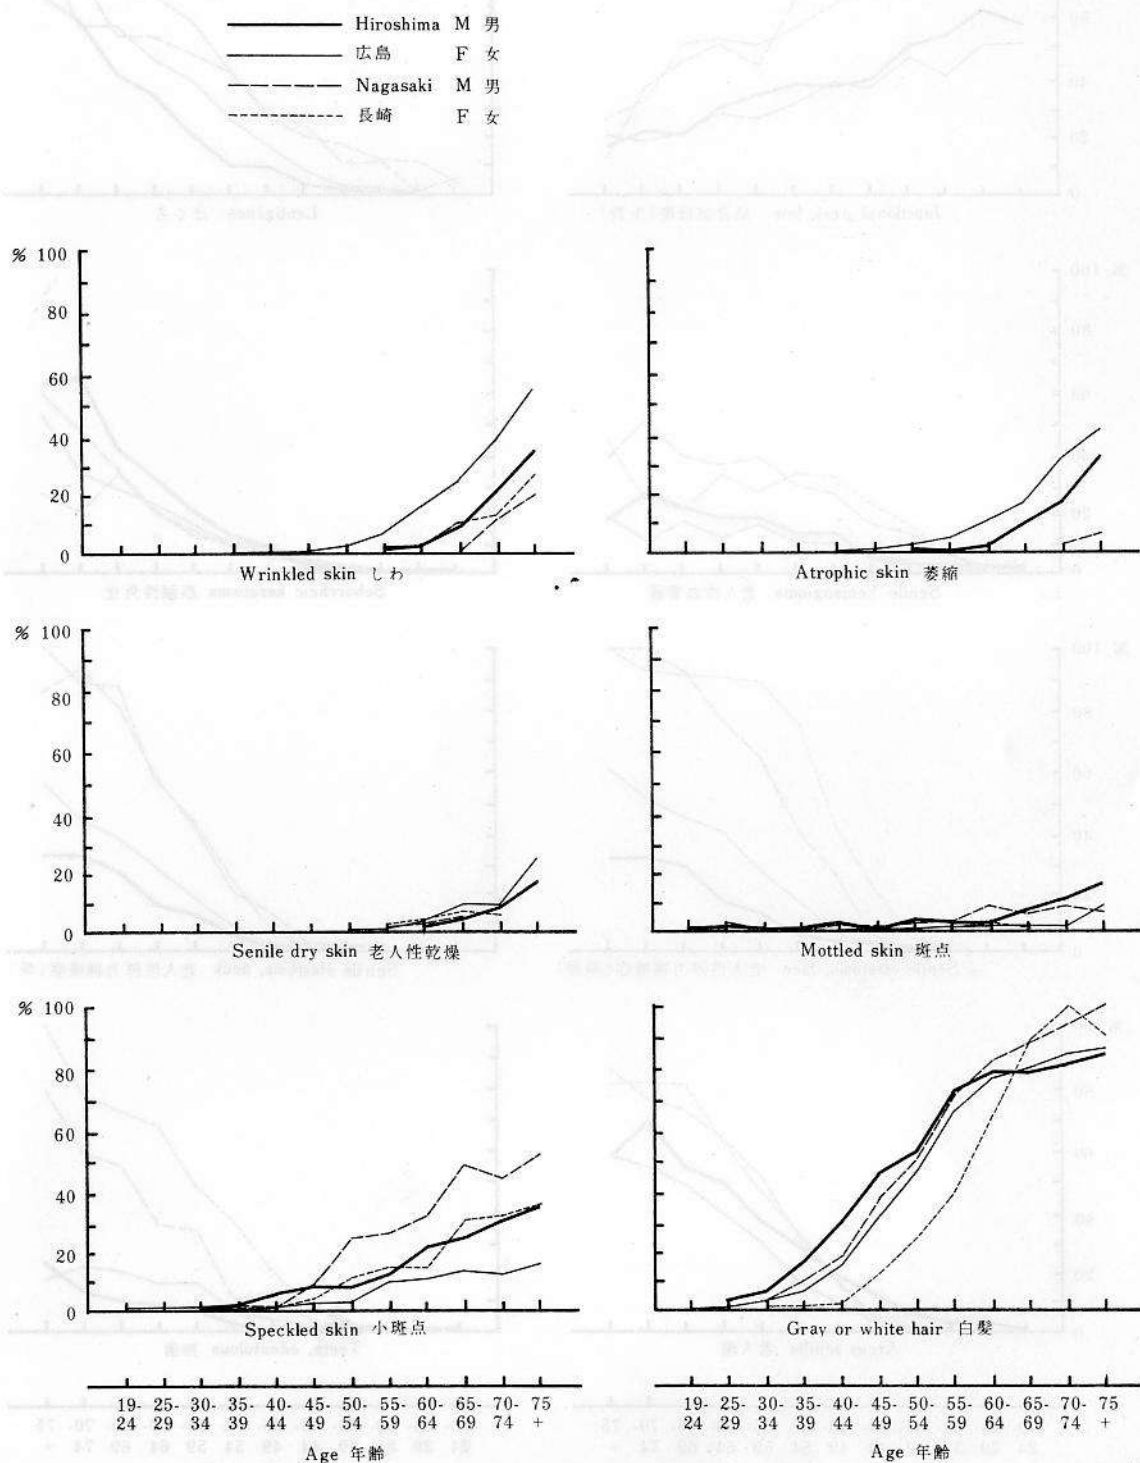 Hiroshima M 男
広島 F 女
Nagasaki M 男
長崎 F 女
% 100
80
60
40
20
0
Wrinkled skin しわ
Atrophic skin 萎縮
% 100
80
60
40
20
0
Senile dry skin 老人性乾燥
Mottled skin 斑点
% 100
80
60
40
20
0
Speckled skin 小斑点
Gray or white hair 白髪
19- 25- 30- 35- 40- 45- 50- 55- 60- 65- 70- 75
24 29 34 39 44 49 54 59 64 69 74 +
Age 年齢
19- 25- 30- 35- 40- 45- 50- 55- 60- 65- 70- 75
24 29 34 39 44 49 54 59 64 69 74 +
Age 年齢